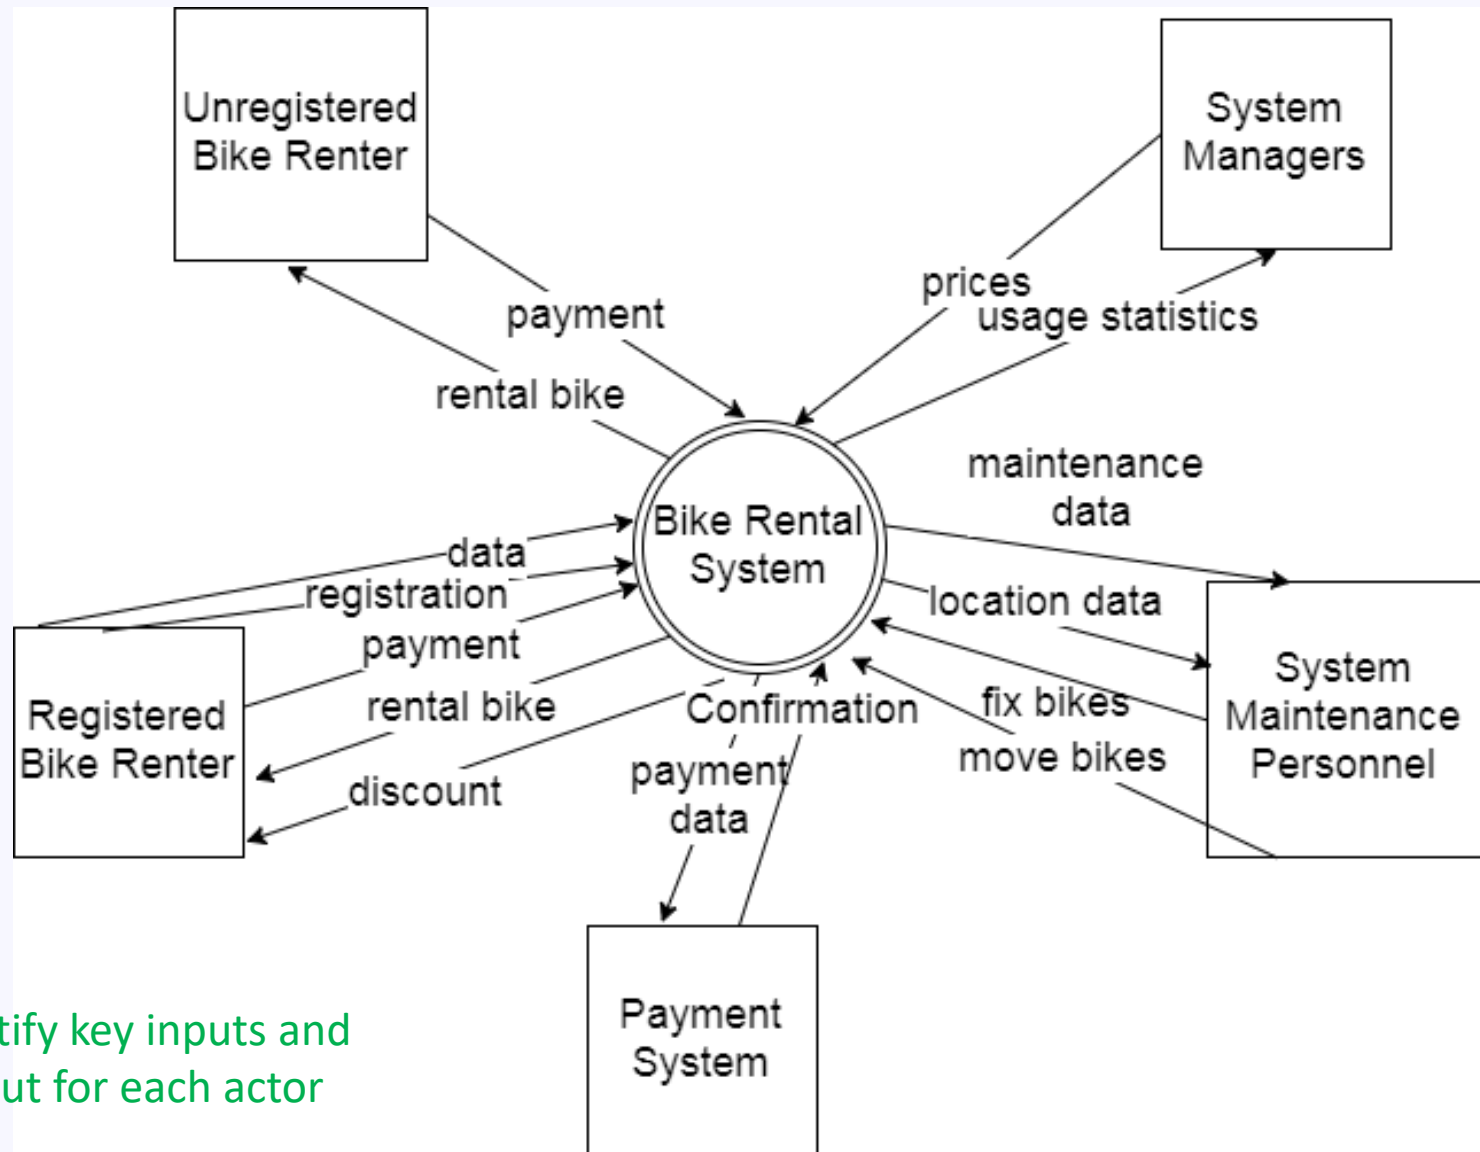 Unregistered
Bike Renter
System
Managers
payment
prices
usage statistics
rental bike
Bike Rental
System
maintenance
data
data
registration
payment
rental bike
discount
Registered
Bike Renter
Confirmation
payment
data
location data
fix bikes
move bikes
System
Maintenance
Personnel
Payment
System
tify key inputs and
ut for each actor